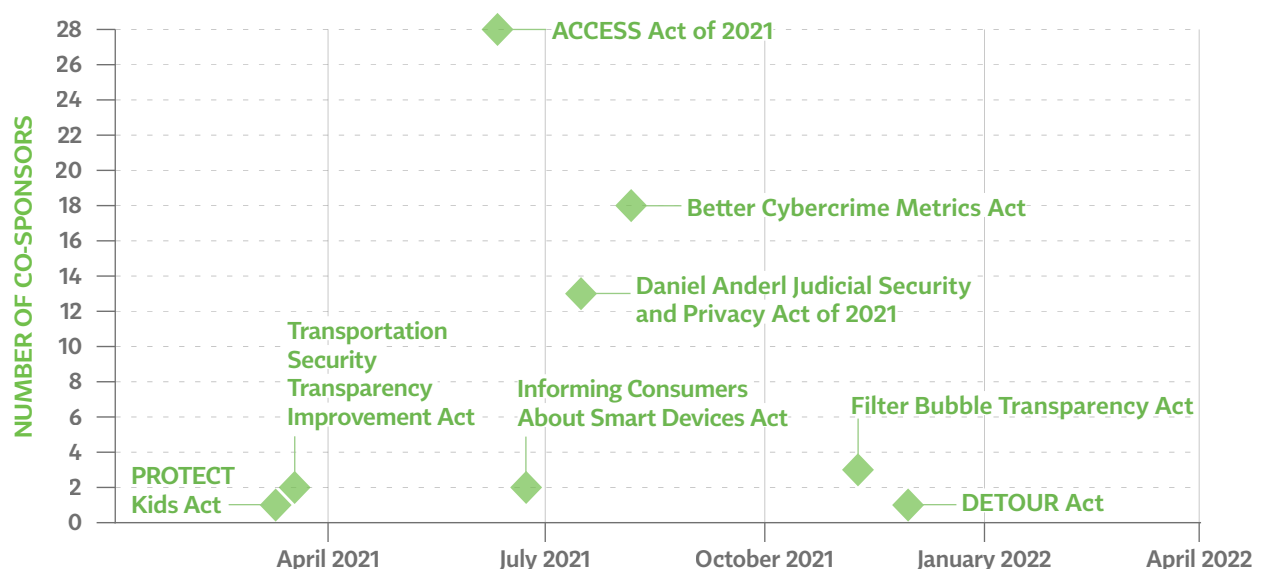 NUMBER OF CO-SPONSORS
28
26
24
22
20
18
16
14
12
10
8
6
4
2
0
ACCESS Act of 2021
Better Cybercrime Metrics Act
Daniel Anderl Judicial Security
and Privacy Act of 2021
Transportation
Security
Transparency
Improvement Act
Informing Consumers
About Smart Devices Act
Filter Bubble Transparency Act
PROTECT
Kids Act
DETOUR Act
April 2021
July 2021
October 2021
January 2022
April 2022